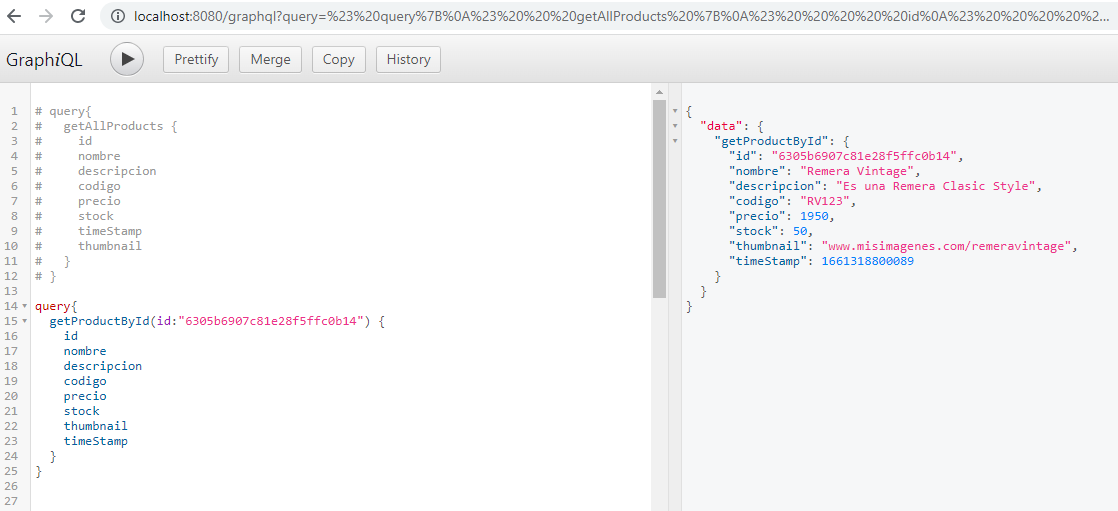 localhost:8080/graphql?query=%23%20query%7B%0A%23%20%20%20getAllProducts%20%7B%0A%23%20%20%20%20%20id%0A%23%20%20%20%20%2...
GraphiQL Prettify Merge Copy History
1 # query{
2 #   getAllProducts {
3 #     id
4 #     nombre
5 #     descripcion
6 #     codigo
7 #     precio
8 #     stock
9 #     timeStamp
10 #     thumbnail
11 #   }
12 # }
13
14 query{
15   getProductById(id:"6305b6907c81e28f5ffc0b14") {
16     id
17     nombre
18     descripcion
19     codigo
20     precio
21     stock
22     thumbnail
23     timeStamp
24   }
25 }
26
27
{
  "data": {
    "getProductById": {
      "id": "6305b6907c81e28f5ffc0b14",
      "nombre": "Remera Vintage",
      "descripcion": "Es una Remera Clasic Style",
      "codigo": "RV123",
      "precio": 1950,
      "stock": 50,
      "thumbnail": "www.misimagenes.com/remeravintage",
      "timeStamp": 1661318800089
    }
  }
}